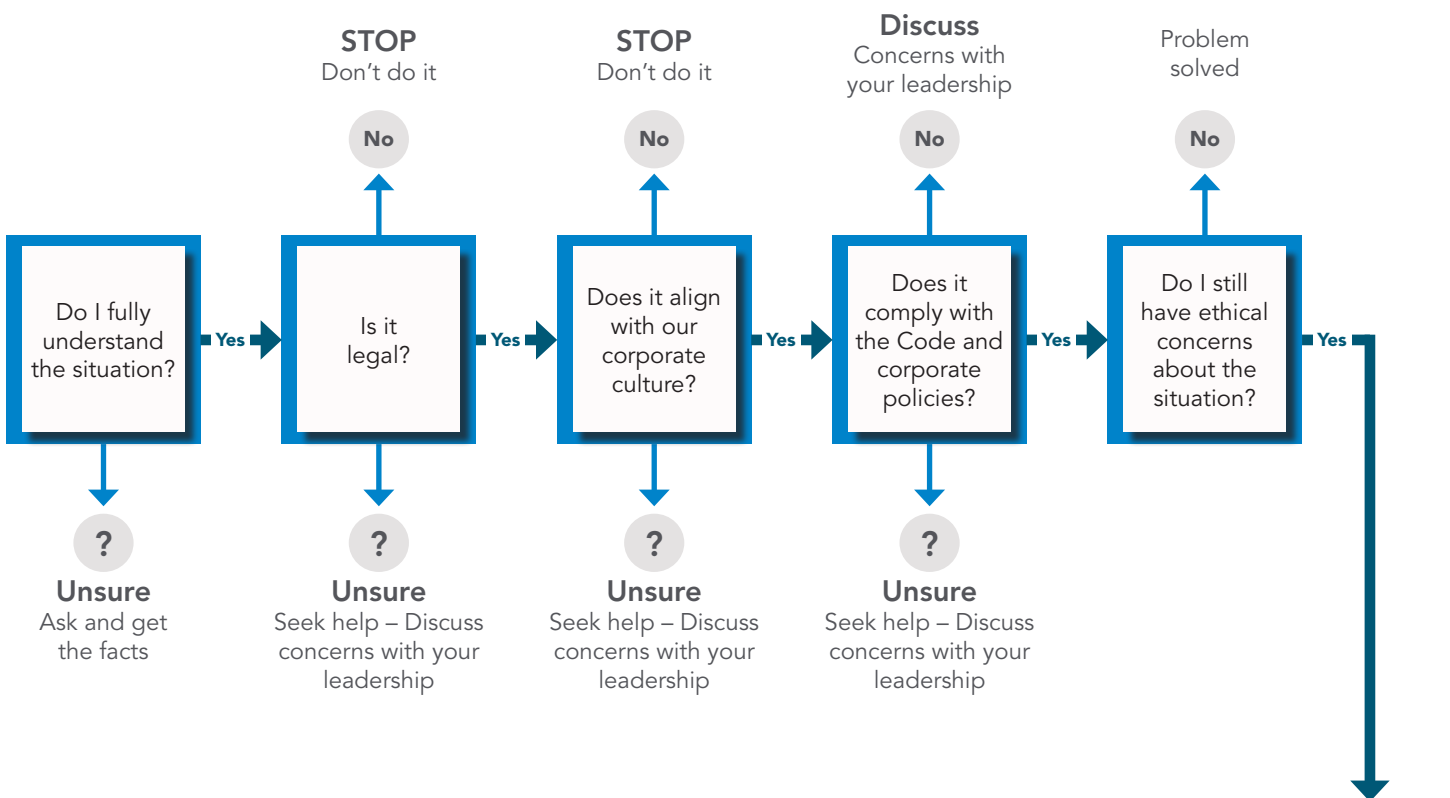 STOP
Don’t do it
No
STOP
Don’t do it
No
Discuss
Concerns with
your leadership
No
Problem
solved
No
Do I fully
understand
the situation?
Yes
Is it
legal?
Yes
Does it align
with our
corporate
culture?
Yes
Does it
comply with
the Code and
corporate
policies?
Yes
Do I still
have ethical
concerns
about the
situation?
Yes
?
Unsure
Ask and get
the facts
?
Unsure
Seek help – Discuss
concerns with your
leadership
?
Unsure
Seek help – Discuss
concerns with your
leadership
?
Unsure
Seek help – Discuss
concerns with your
leadership